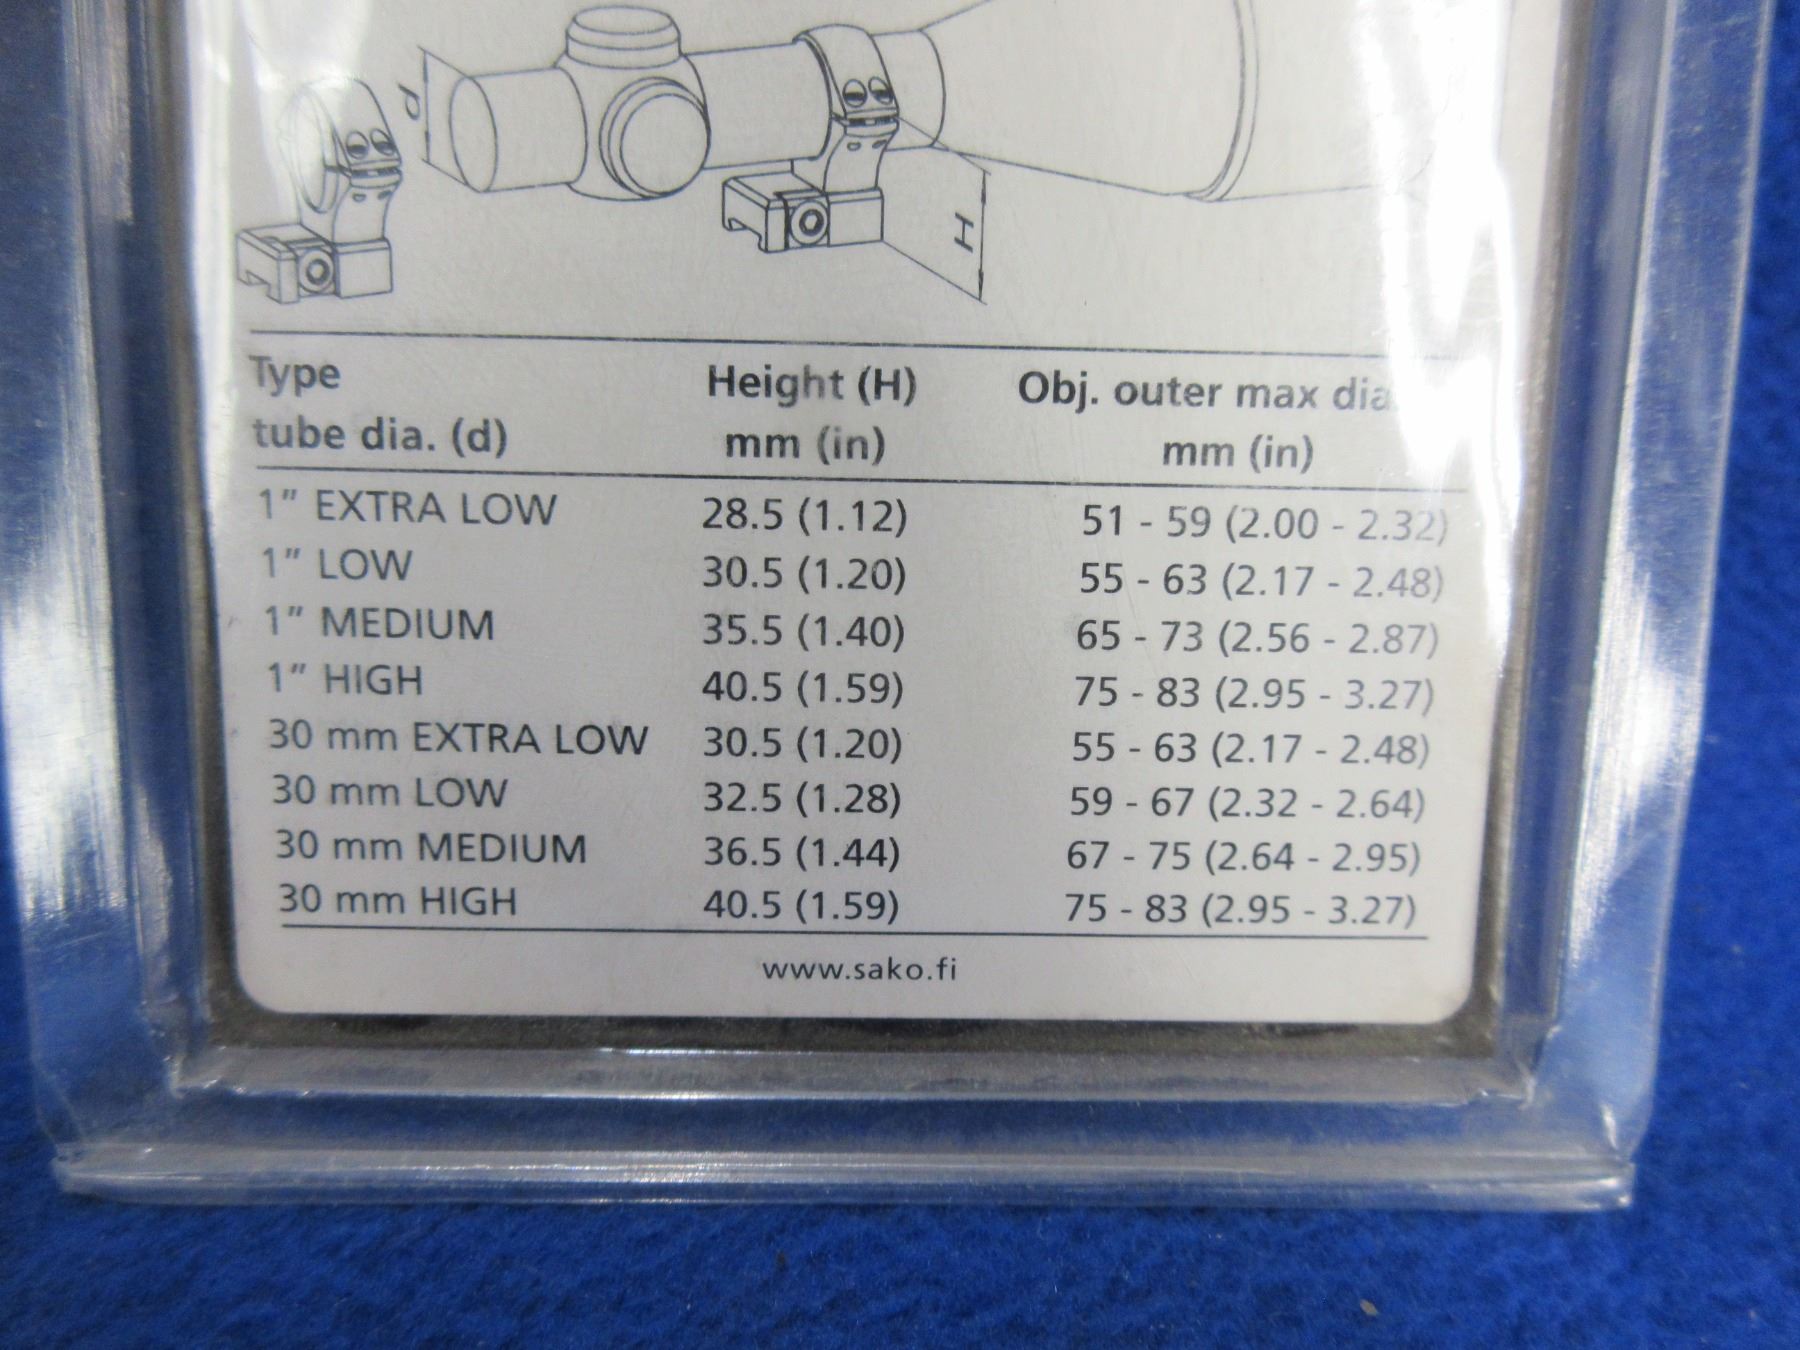 d
H
Type Height (H) Obj. outer max dia
tube dia. (d) mm (in) mm (in)
1” EXTRA LOW 28.5 (1.12) 51 - 59 (2.00 - 2.32)
1” LOW 30.5 (1.20) 55 - 63 (2.17 - 2.48)
1” MEDIUM 35.5 (1.40) 65 - 73 (2.56 - 2.87)
1” HIGH 40.5 (1.59) 75 - 83 (2.95 - 3.27)
30 mm EXTRA LOW 30.5 (1.20) 55 - 63 (2.17 - 2.48)
30 mm LOW 32.5 (1.28) 59 - 67 (2.32 - 2.64)
30 mm MEDIUM 36.5 (1.44) 67 - 75 (2.64 - 2.95)
30 mm HIGH 40.5 (1.59) 75 - 83 (2.95 - 3.27)
www.sako.fi